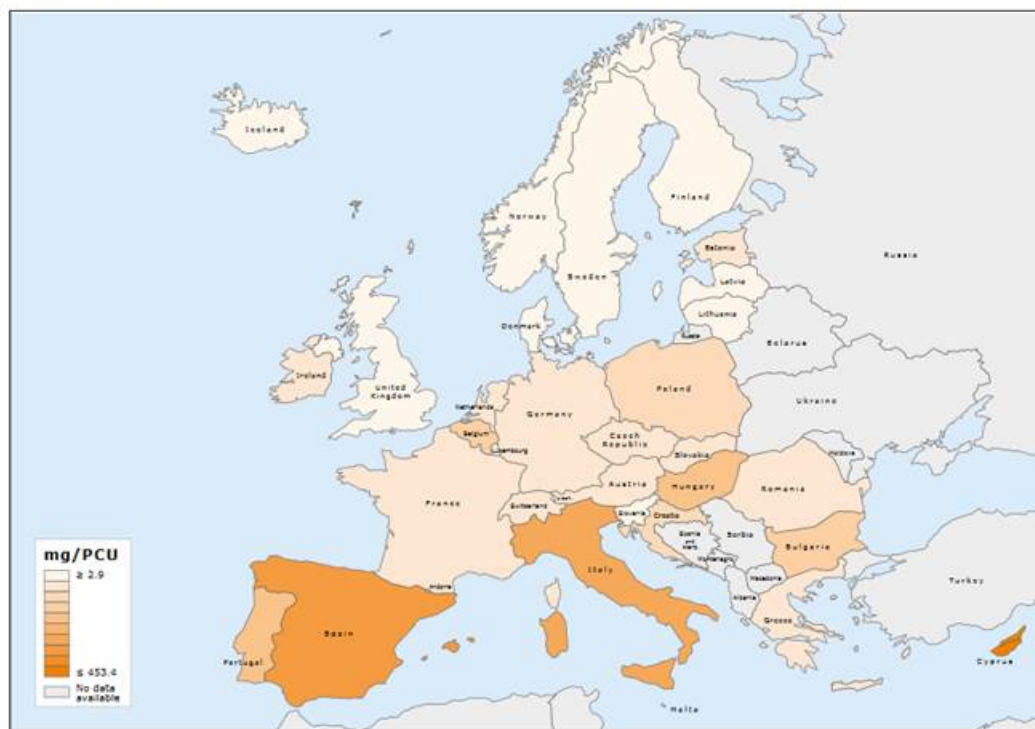 Iceland
Norway
Finland
Sweden
Estonia
Russia
Latvia
Lithuania
Denmark
Russia
Belarus
Ireland
United
Kingdom
Poland
Ukraine
Netherlands
Germany
Belgium
Luxembourg
Czech
Republic
Slovakia
Moldova
Austria
Hungary
Romania
France
Switzerland
Slovenia
Croatia
Bosnia
and
Herz.
Serbia
Bulgaria
mg/PCU
≥ 2.9
≤ 453.4
No data
available
Italy
Montenegro
Macedonia
Albania
Andorra
Turkey
Greece
Spain
Portugal
Cyprus
Malta